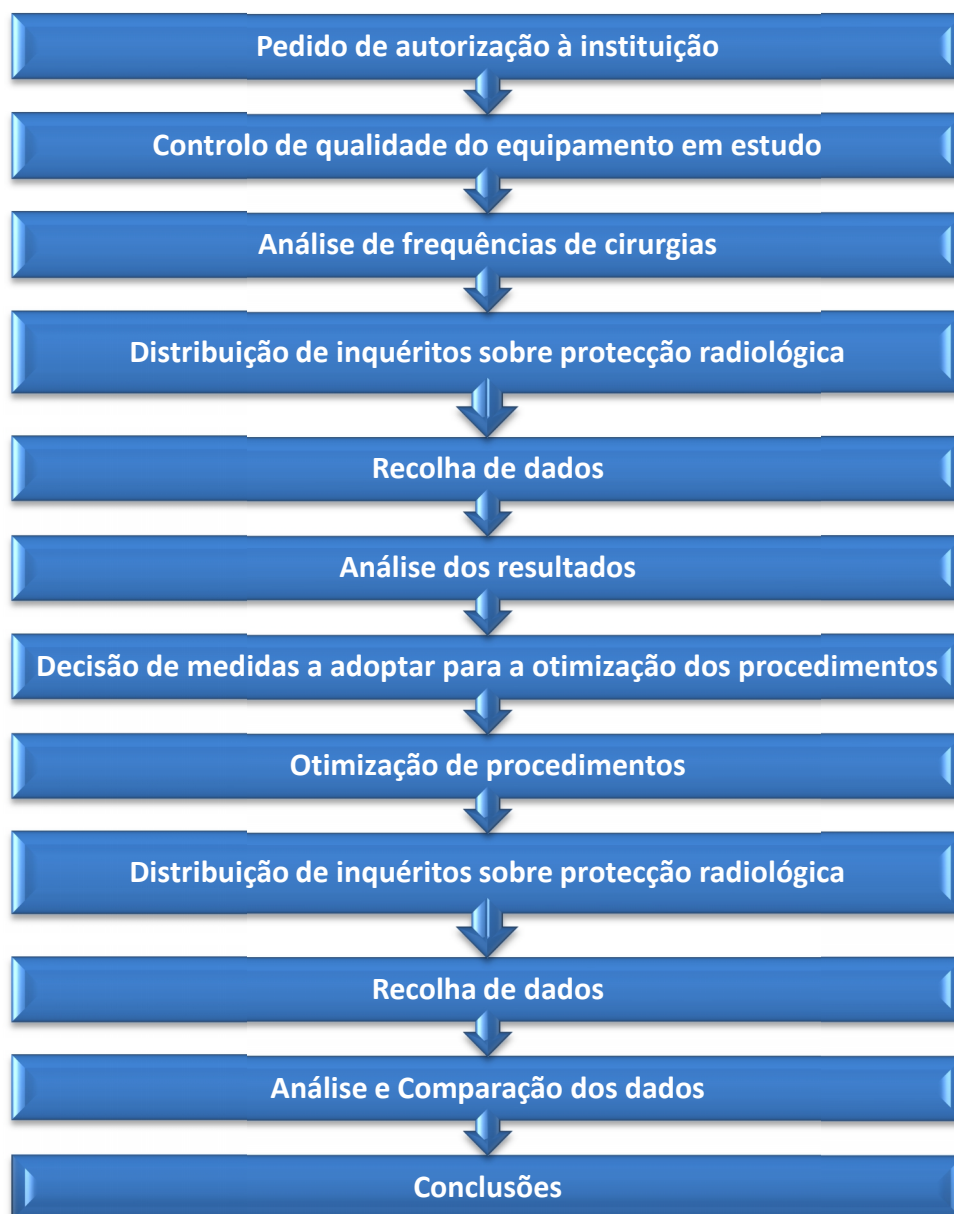 Pedido de autorização à instituição
Controlo de qualidade do equipamento em estudo
Análise de frequências de cirurgias
Distribuição de inquéritos sobre protecção radiológica
Recolha de dados
Análise dos resultados
Decisão de medidas a adoptar para a otimização dos procedimentos
Otimização de procedimentos
Distribuição de inquéritos sobre protecção radiológica
Recolha de dados
Análise e Comparação dos dados
Conclusões